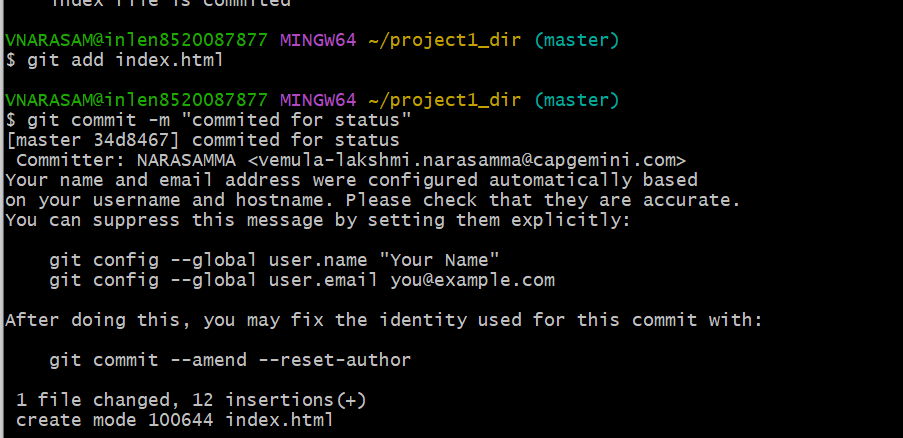 index file is commited
VNARASAM@inlen8520087877 MINGW64 ~/project1_dir (master)
$ git add index.html
VNARASAM@inlen8520087877 MINGW64 ~/project1_dir (master)
$ git commit -m "commited for status"
[master 34d8467] commited for status
 Committer: NARASAMMA <vemula-lakshmi.narasamma@capgemini.com>
Your name and email address were configured automatically based
on your username and hostname. Please check that they are accurate.
You can suppress this message by setting them explicitly:
    git config --global user.name "Your Name"
    git config --global user.email you@example.com
After doing this, you may fix the identity used for this commit with:
    git commit --amend --reset-author
 1 file changed, 12 insertions(+)
 create mode 100644 index.html